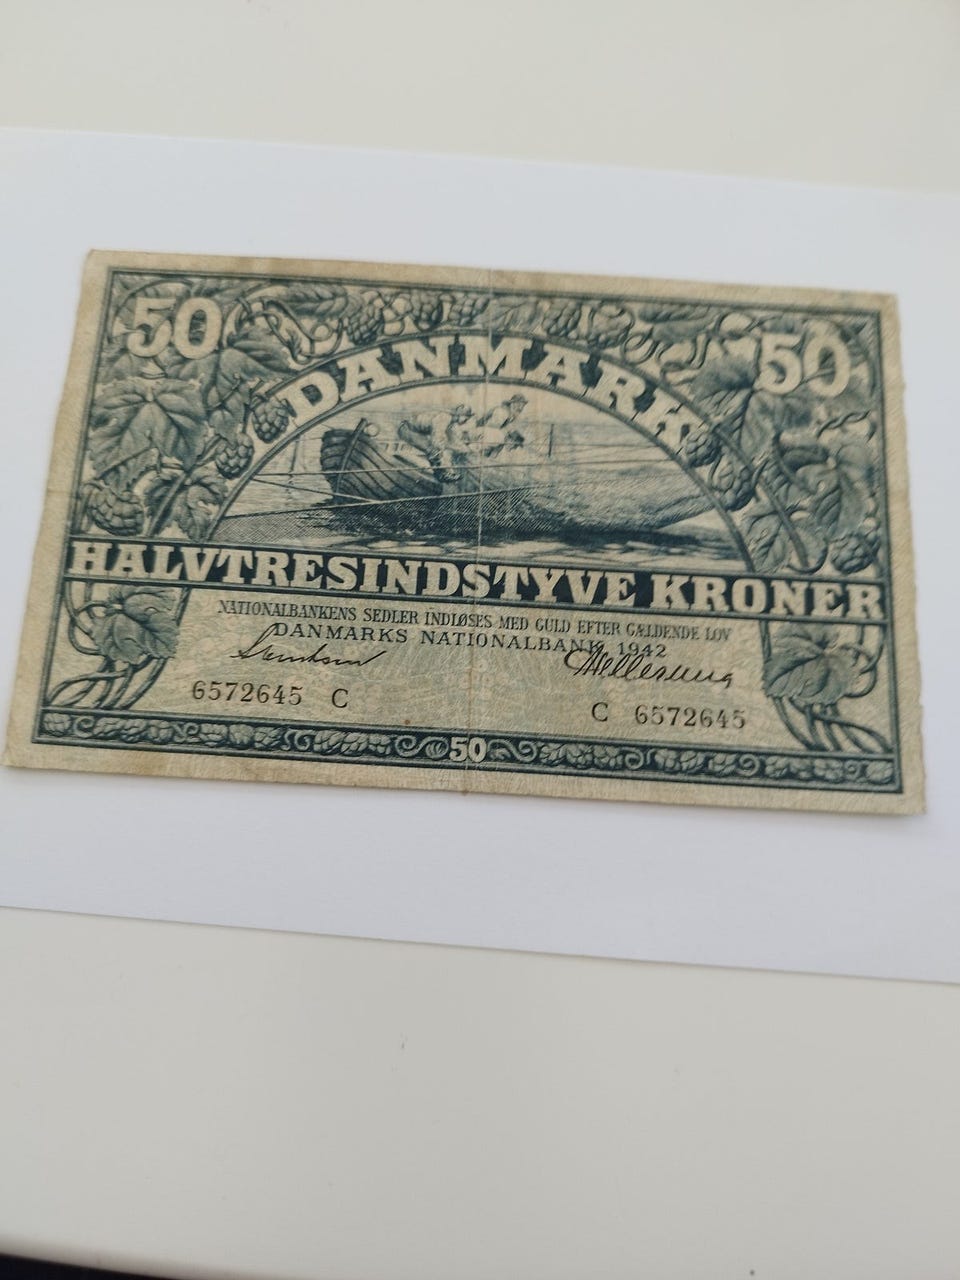 50 50
DANMARK
HALVTRESINDSTYVE KRONER
NATIONALBANKENS SEDLER INDLØSES MED GULD EFTER GÆLDENDE LOV
DANMARKS NATIONALBANK 1942
6572645 C C 6572645
50